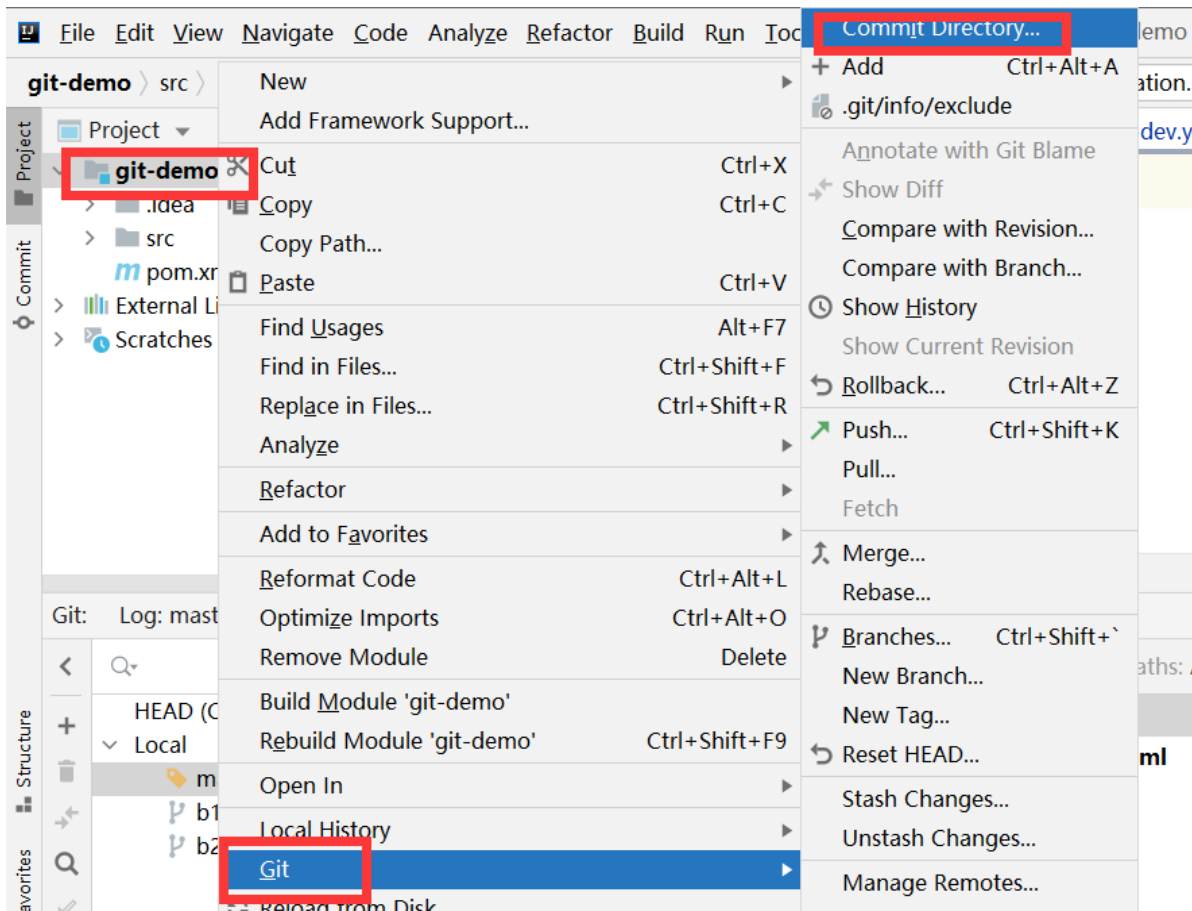 File Edit View Navigate Code Analyze Refactor Build Run
git-demo src
Project
Project
git-demo
.idea
src
Commit
External
Scratches
Git: Log:
HEAD
Local
b1
b2
Structure
New
Add Framework Support...
Cut Ctrl+X
Copy Ctrl+C
Copy Path...
Paste Ctrl+V
Find Usages Alt+F7
Find in Files... Ctrl+Shift+F
Replace in Files... Ctrl+Shift+R
Analyze
Refactor
Add to Favorites
Reformat Code Ctrl+Alt+L
Optimize Imports Ctrl+Alt+O
Remove Module Delete
Build Module 'git-demo'
Rebuild Module 'git-demo' Ctrl+Shift+F9
Open In
Local History
Git
Reload from Disk
Commit Directory...
Add Ctrl+Alt+A
.git/info/exclude
Annotate with Git Blame
Show Diff
Compare with Revision...
Compare with Branch...
Show History
Show Current Revision
Rollback... Ctrl+Alt+Z
Push... Ctrl+Shift+K
Pull...
Fetch
Merge...
Rebase...
Branches... Ctrl+Shift+`
New Branch...
New Tag...
Reset HEAD...
Stash Changes...
Unstash Changes...
Manage Remotes...